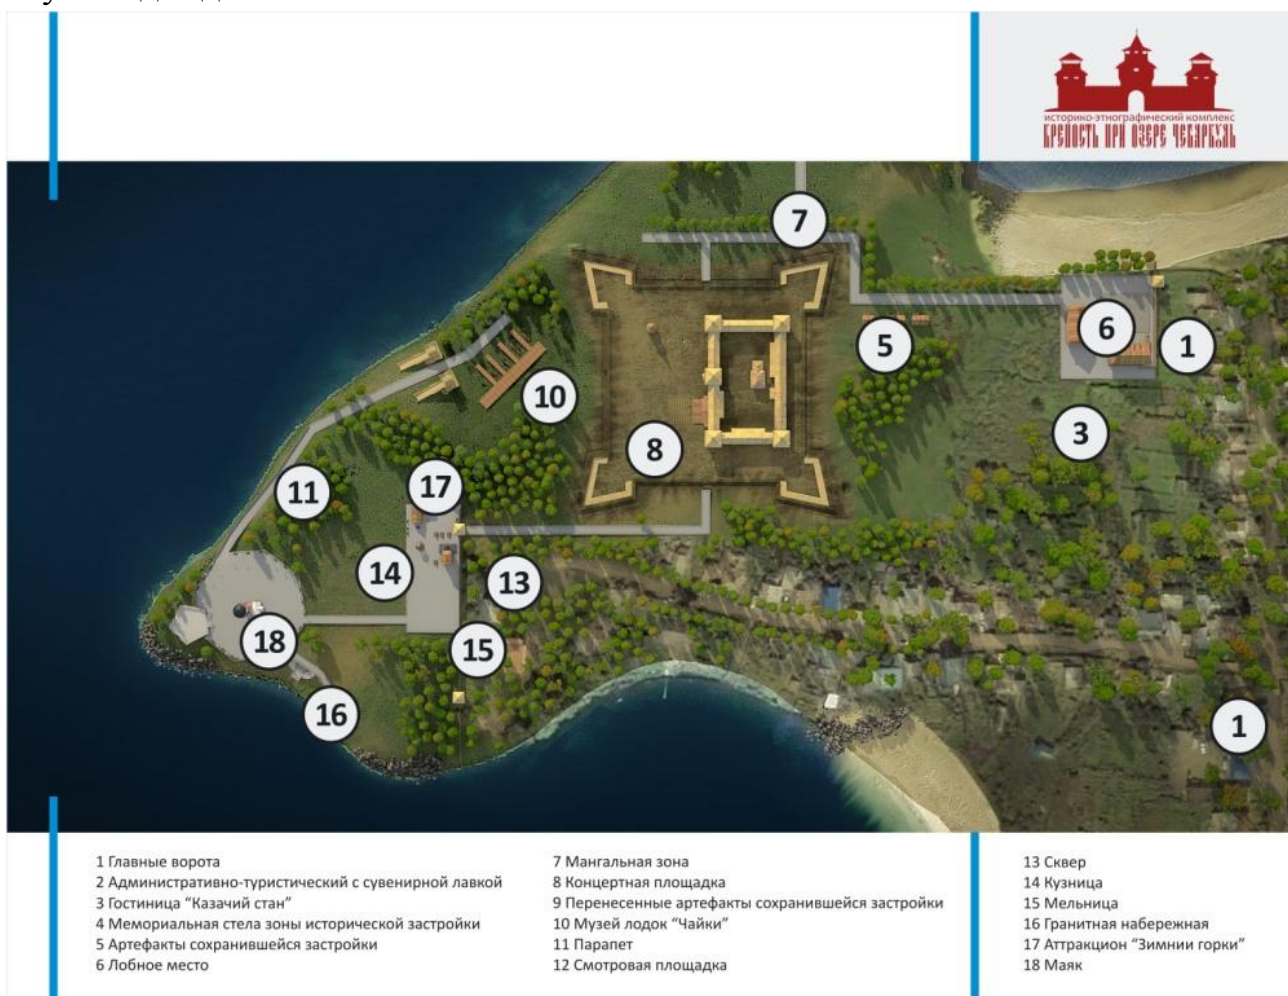 историко-этнографический комплекс
КРЕПОСТЬ ПРИ ОЗЕРЕ ЧЕБАРКУЛЬ
7
5
6
1
10
3
8
17
11
14
13
18
15
16
1
1 Главные ворота
2 Административно-туристический с сувенирной лавкой
3 Гостиница “Казачий стан”
4 Мемориальная стела зоны исторической застройки
5 Артефакты сохранившейся застройки
6 Лобное место
7 Мангальная зона
8 Концертная площадка
9 Перенесенные артефакты сохранившейся застройки
10 Музей лодок “Чайки”
11 Парапет
12 Смотровая площадка
13 Сквер
14 Кузница
15 Мельница
16 Гранитная набережная
17 Аттракцион “Зимнии горки”
18 Маяк